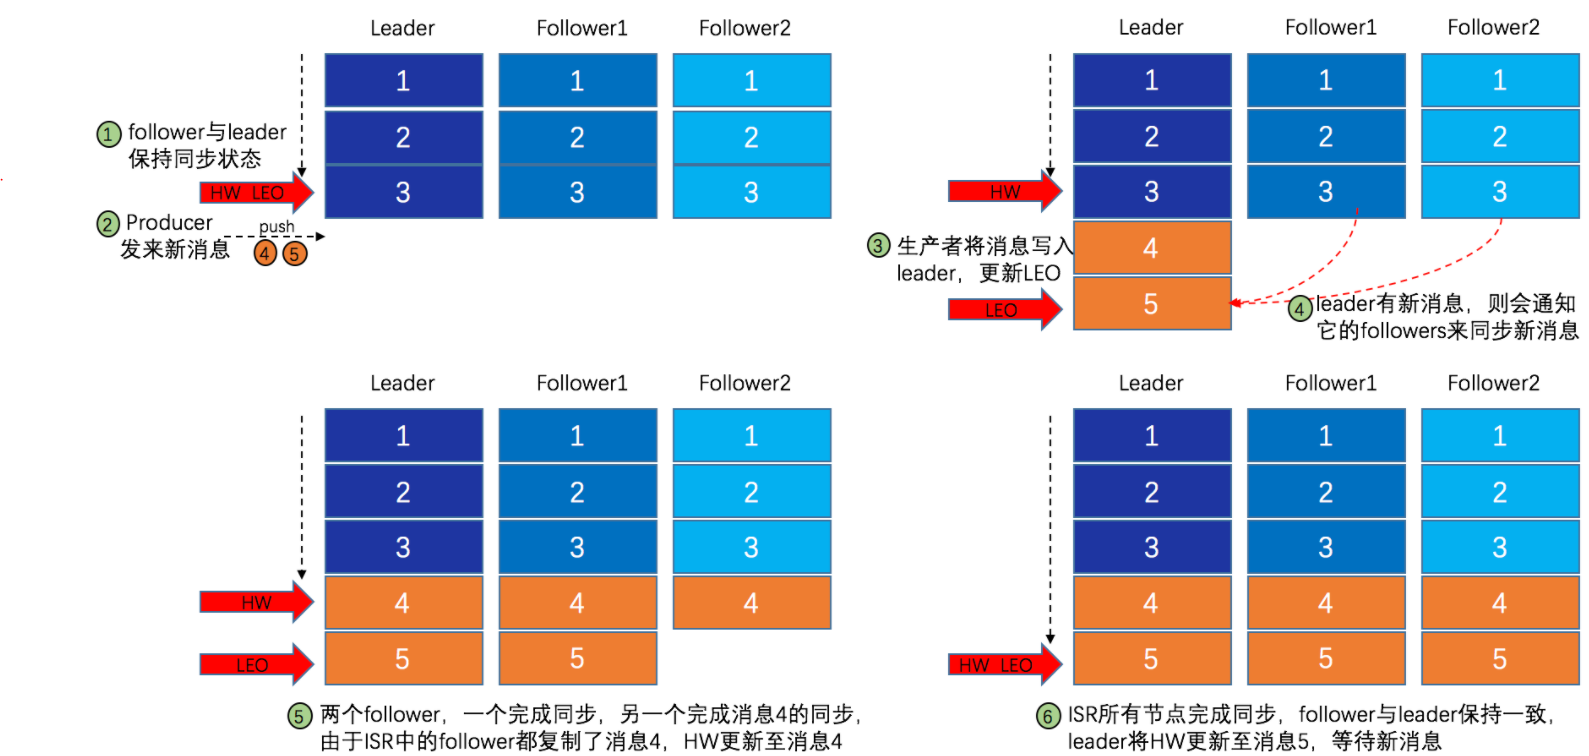 Leader Follower1 Follower2
1 1 1
2 2 2
3 3 3
① follower与leader
保持同步状态
HW LEO
② Producer
发来新消息
push
4 5
Leader Follower1 Follower2
1 1 1
2 2 2
3 3 3
HW
4
5
③ 生产者将消息写入
leader，更新LEO
LEO
④ leader有新消息，则会通知
它的followers来同步新消息
Leader Follower1 Follower2
1 1 1
2 2 2
3 3 3
HW
4 4 4
LEO
5 5
⑤ 两个follower，一个完成同步，另一个完成消息4的同步，
由于ISR中的follower都复制了消息4，HW更新至消息4
Leader Follower1 Follower2
1 1 1
2 2 2
3 3 3
4 4 4
HW LEO
5 5 5
⑥ ISR所有节点完成同步，follower与leader保持一致，
leader将HW更新至消息5，等待新消息